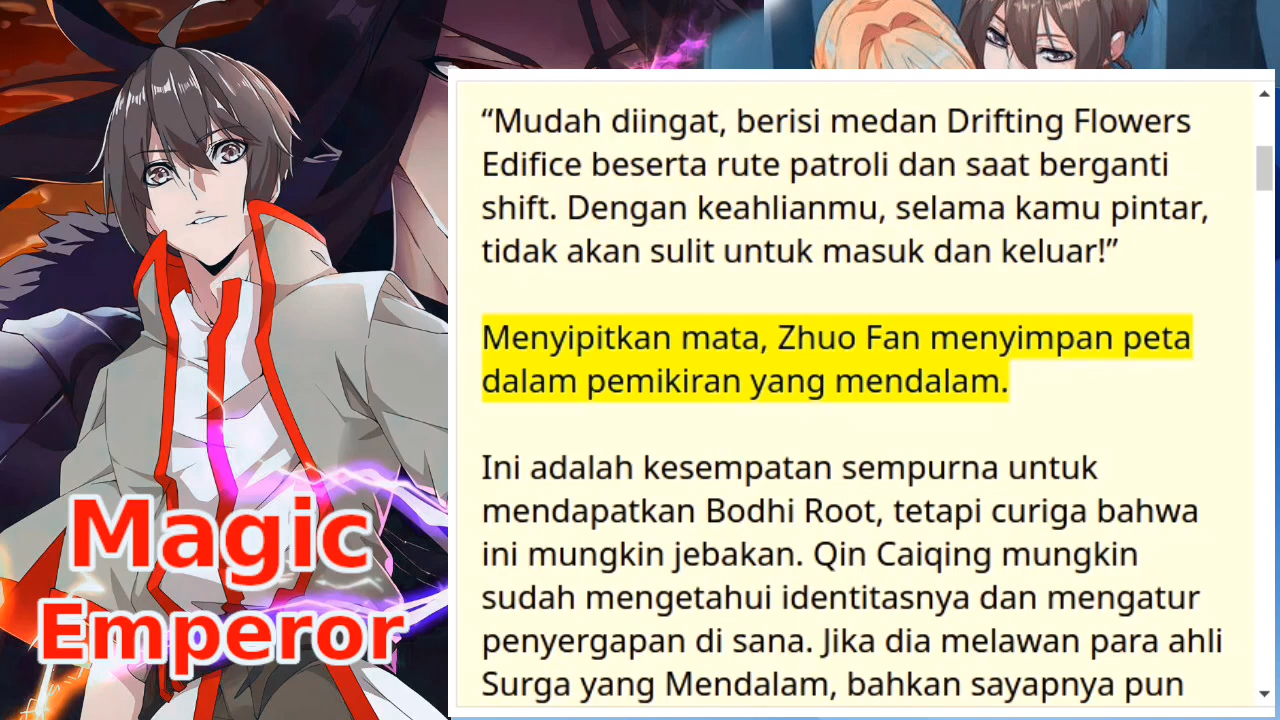 Magic
Emperor
“Mudah diingat, berisi medan Drifting Flowers
Edifice beserta rute patroli dan saat berganti
shift. Dengan keahlianmu, selama kamu pintar,
tidak akan sulit untuk masuk dan keluar!”
Menyipitkan mata, Zhuo Fan menyimpan peta
dalam pemikiran yang mendalam.
Ini adalah kesempatan sempurna untuk
mendapatkan Bodhi Root, tetapi curiga bahwa
ini mungkin jebakan. Qin Caiqing mungkin
sudah mengetahui identitasnya dan mengatur
penyergapan di sana. Jika dia melawan para ahli
Surga yang Mendalam, bahkan sayapnya pun